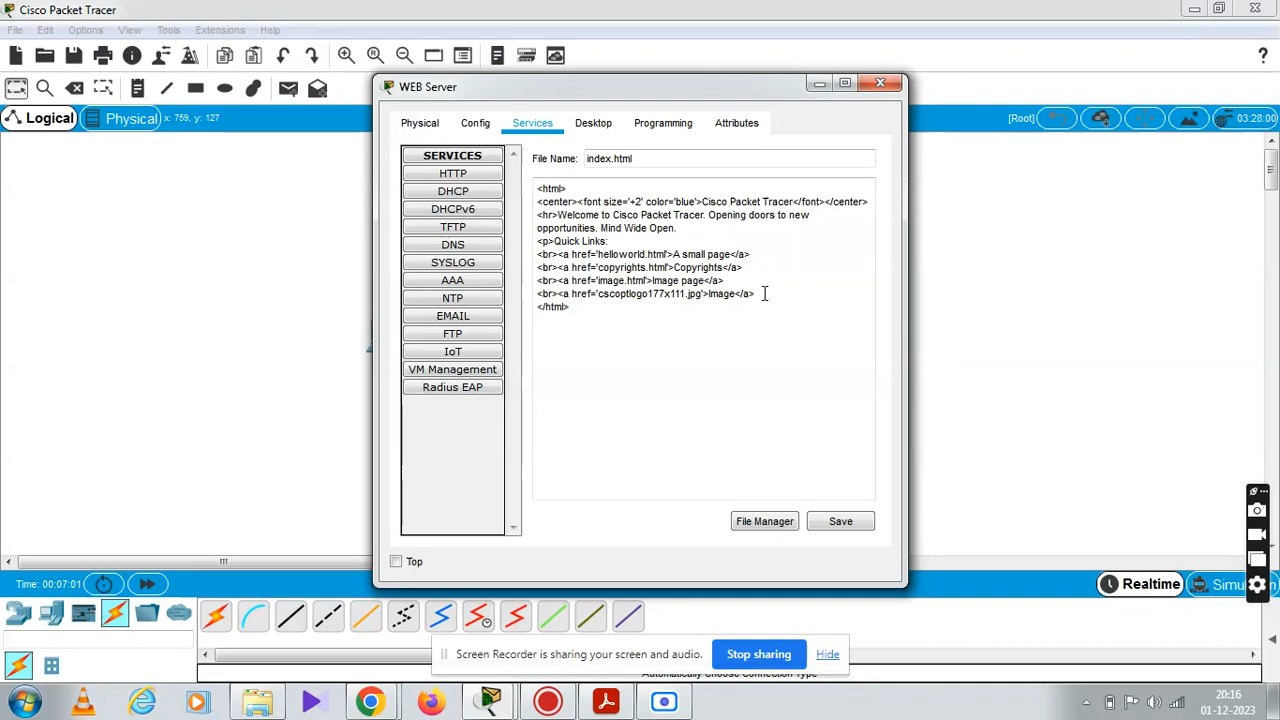 Cisco Packet Tracer
File Edit Options View Tools Extensions Help
Logical Physical x: 759, y: 127 [Root] 03:28:00
WEB Server
Physical Config Services Desktop Programming Attributes
SERVICES
HTTP
DHCP
DHCPv6
TFTP
DNS
SYSLOG
AAA
NTP
EMAIL
FTP
IoT
VM Management
Radius EAP
File Name: index.html
<html>
<center><font size='+2' color='blue'>Cisco Packet Tracer</font></center>
<hr>Welcome to Cisco Packet Tracer. Opening doors to new
opportunities. Mind Wide Open.
<p>Quick Links:
<br><a href='helloworld.html'>A small page</a>
<br><a href='copyrights.html'>Copyrights</a>
<br><a href='image.html'>Image page</a>
<br><a href='cscoptlogo177x111.jpg'>Image</a>
</html>
File Manager Save
Top
Time: 00:07:01 Realtime
Screen Recorder is sharing your screen and audio. Stop sharing Hide
Automatically Choose Connection Type
20:16
01-12-2023